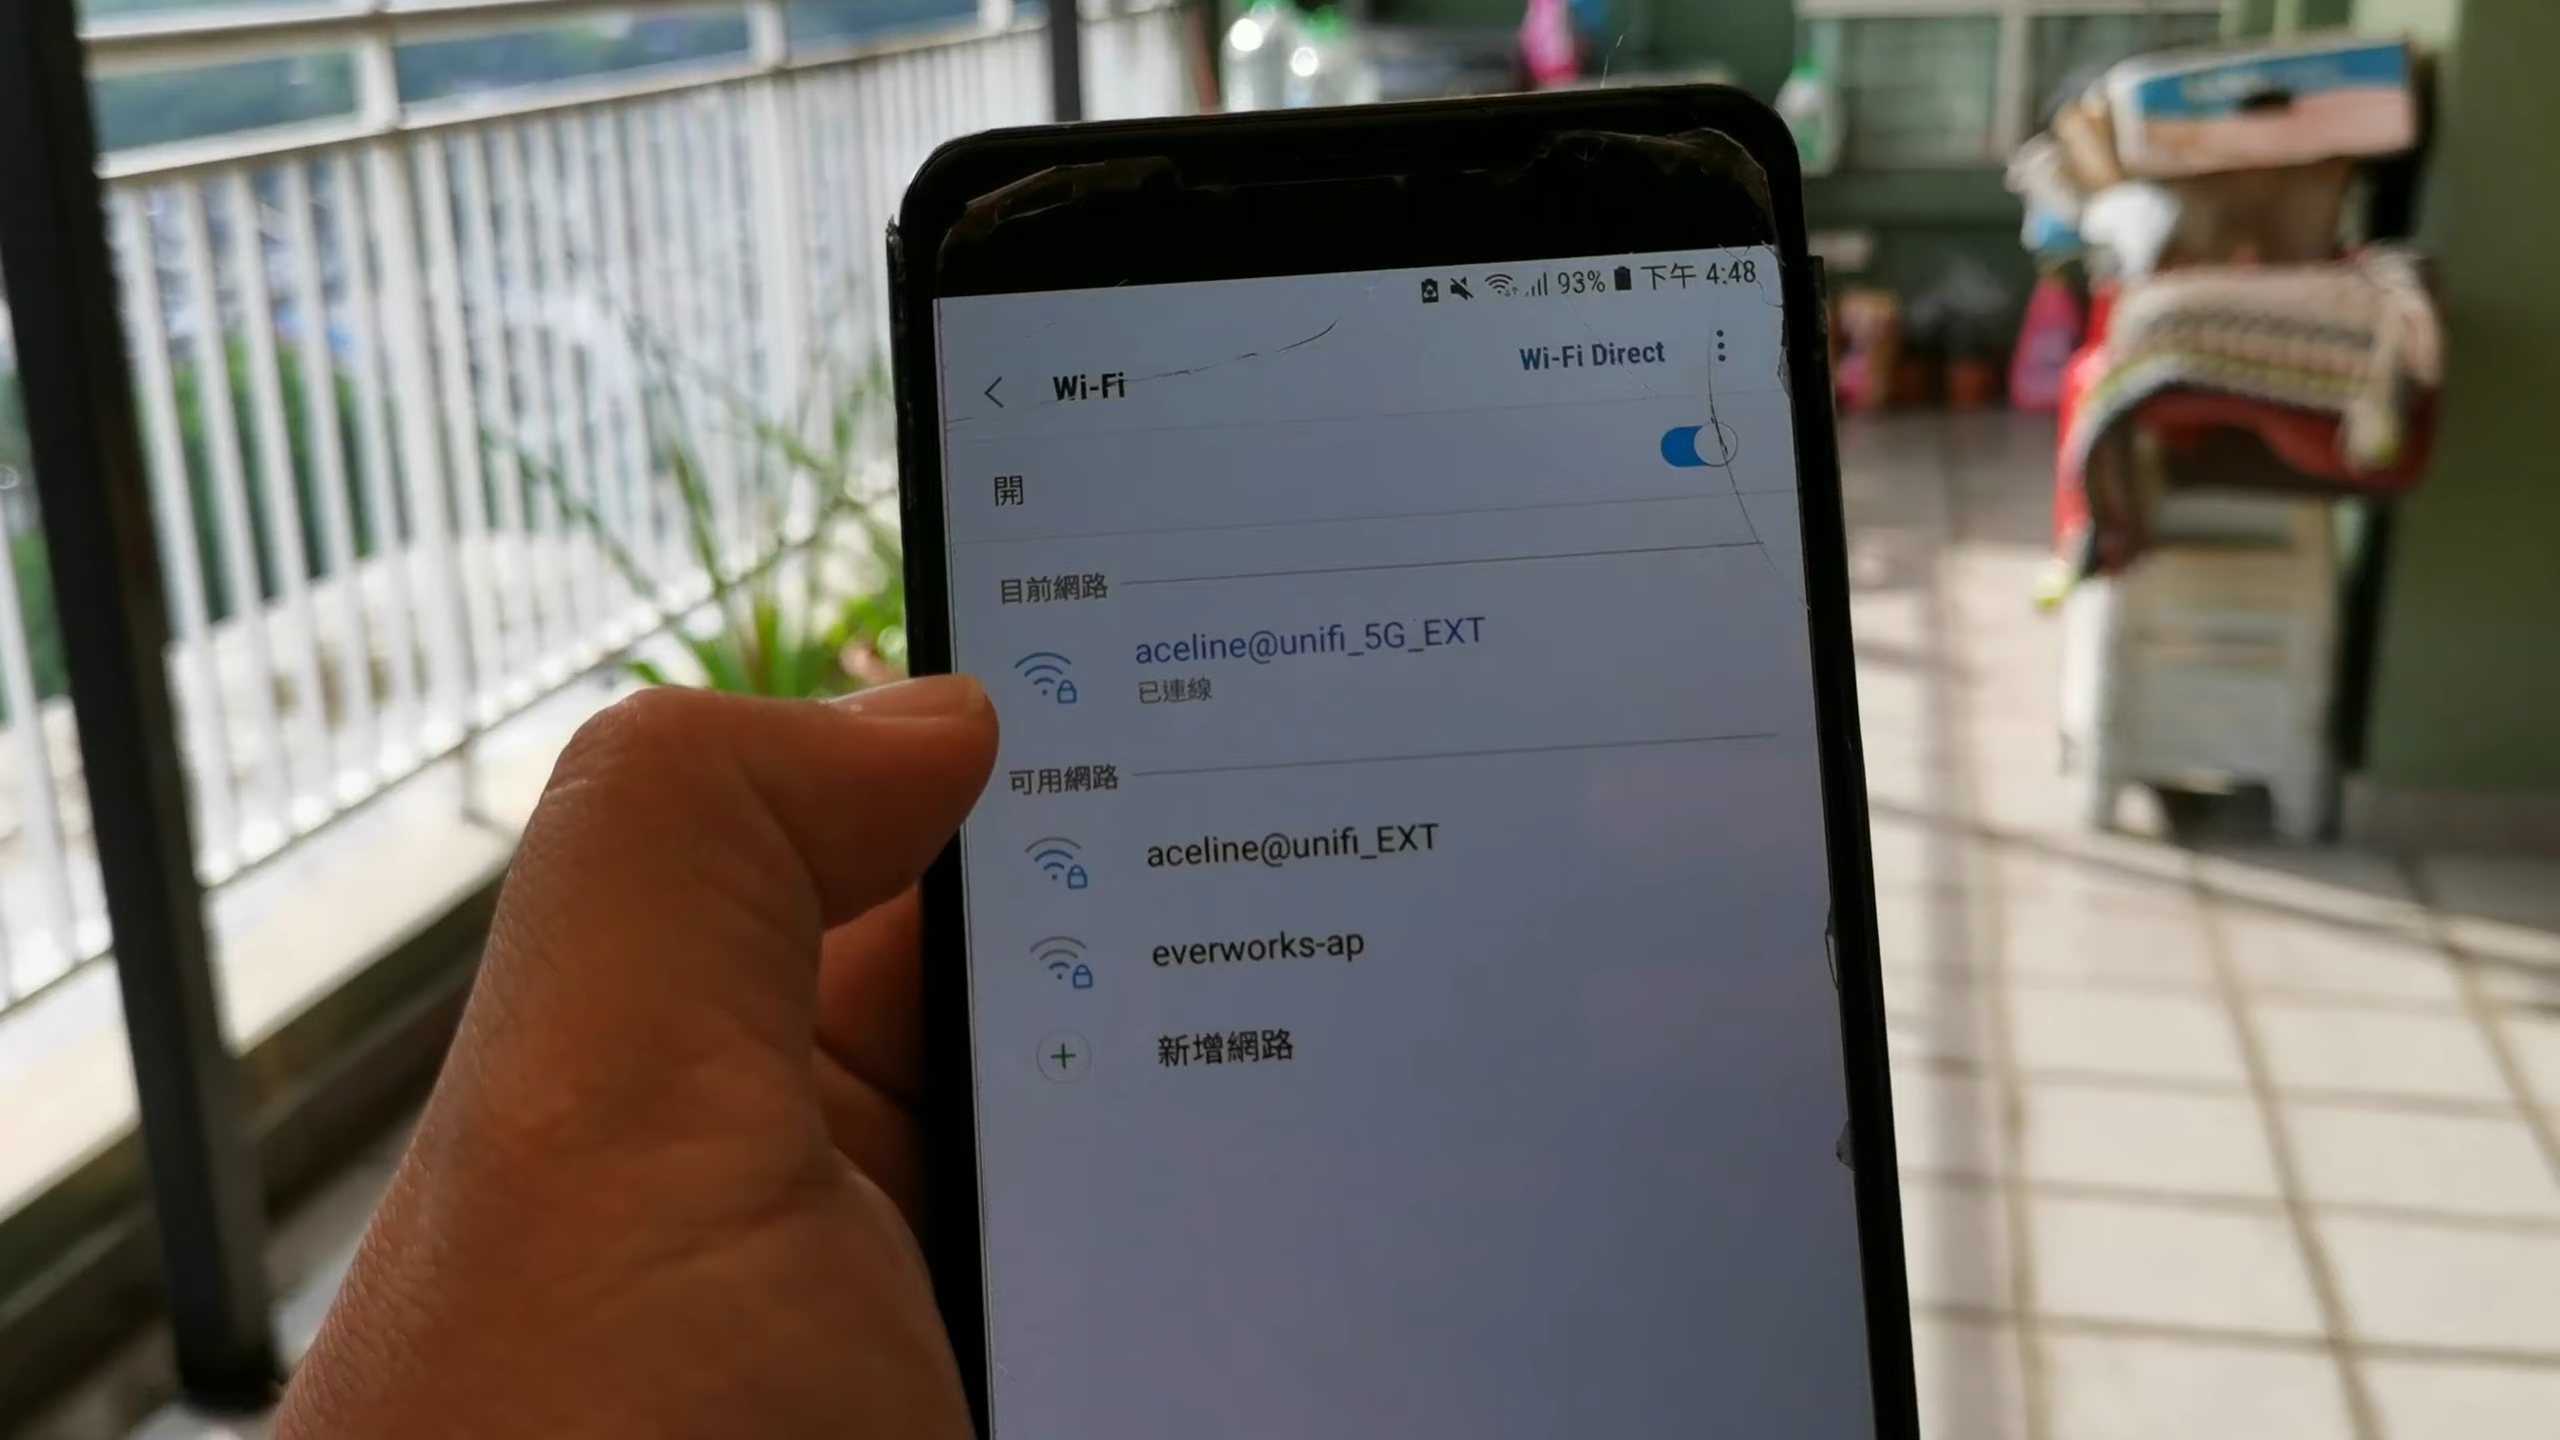 93% 下午 4:48
Wi-Fi
Wi-Fi Direct
開
目前網路
aceline@unifi_5G_EXT
已連線
可用網路
aceline@unifi_EXT
everworks-ap
新增網路